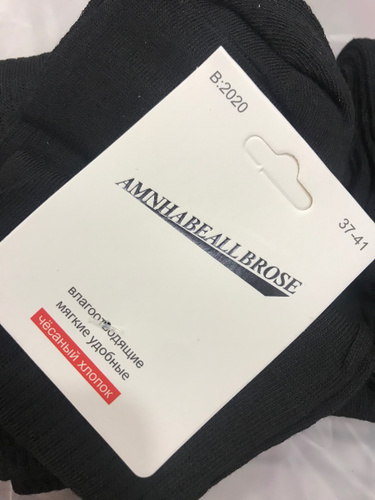 B:2020
37-41
AMNHABEALLBROSE
влагоотводящие
мягкие удобные
чёсаный хлопок